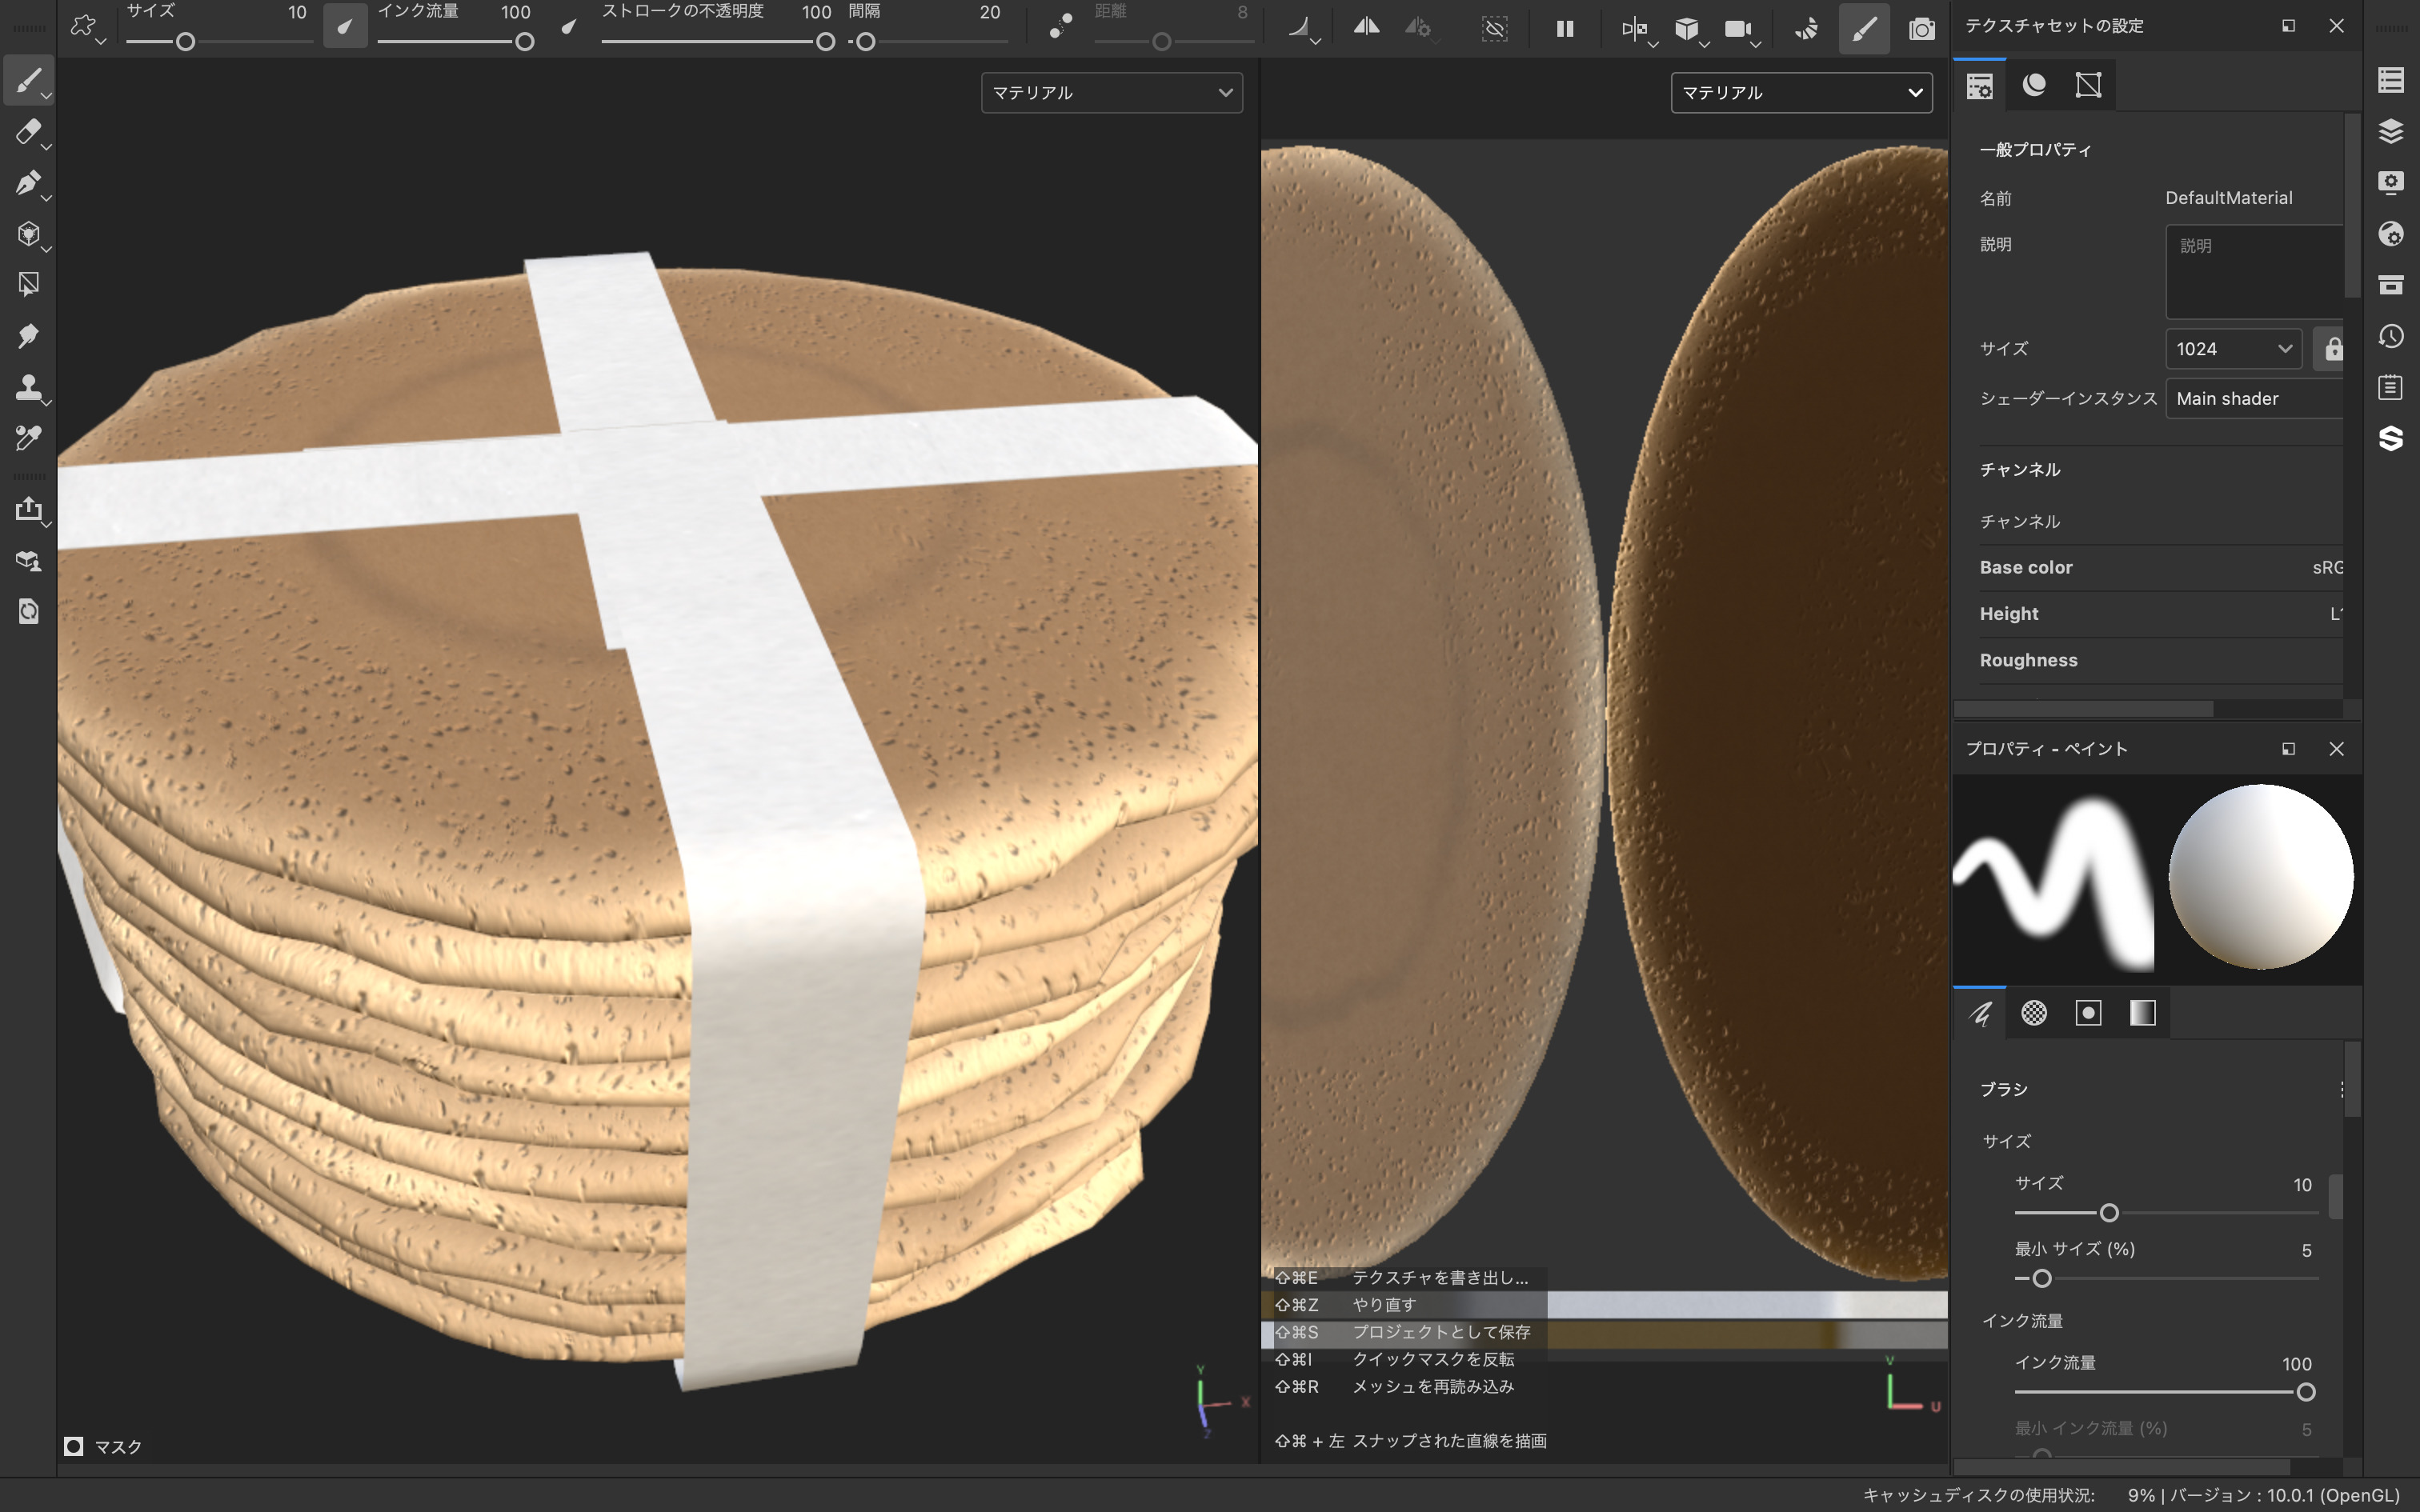 サイズ 10 インク流量 100 ストロークの不透明度 100 間隔 20 距離 8
マテリアル
マテリアル
⇧⌘E テクスチャを書き出し...
⇧⌘Z やり直す
⇧⌘S プロジェクトとして保存
⇧⌘I クイックマスクを反転
⇧⌘R メッシュを再読み込み
⇧⌘ + 左 スナップされた直線を描画
Y
X
Z
V
U
マスク
テクスチャセットの設定
一般プロパティ
名前 DefaultMaterial
説明 説明
サイズ 1024
シェーダーインスタンス Main shader
チャンネル
チャンネル
Base color sRG
Height
Roughness
プロパティ - ペイント
ブラシ
サイズ
サイズ 10
最小 サイズ (%) 5
インク流量
インク流量 100
最小 インク流量 (%) 5
キャッシュディスクの使用状況: 9% | バージョン : 10.0.1 (OpenGL)